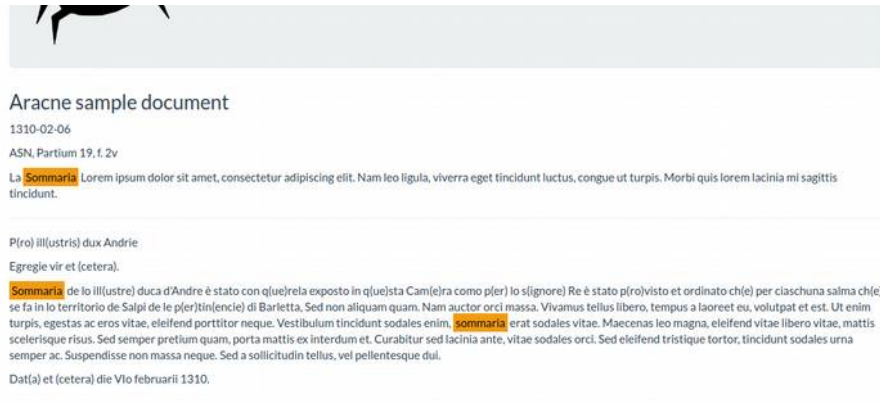 Aracne sample document
1310-02-06
ASN, Partium 19, f. 2v
La Sommaria Lorem ipsum dolor sit amet, consectetur adipiscing elit. Nam leo ligula, viverra eget tincidunt luctus, congue ut turpis. Morbi quis lorem lacinia mi sagittis
tincidunt.
P(ro) ill(ustris) dux Andrie
Egregie vir et (cetera).
Sommaria de lo ill(ustre) duca d'Andre è stato con q(ue)rela exposto in q(ue)sta Cam(e)ra como p(er) lo s(ignore) Re è stato p(ro)visto et ordinato ch(e) per ciaschuna salma ch(e)
se fa in lo territorio de Salpi de le p(er)tin(encie) di Barletta, Sed non aliquam quam. Nam auctor orci massa. Vivamus tellus libero, tempus a laoreet eu, volutpat et est. Ut enim
turpis, egestas ac eros vitae, eleifend porttitor neque. Vestibulum tincidunt sodales enim, sommaria erat sodales vitae. Maecenas leo magna, eleifend vitae libero vitae, mattis
scelerisque risus. Sed semper pretium quam, porta mattis ex interdum et. Curabitur sed lacinia ante, vitae sodales orci. Sed eleifend tristique tortor, tincidunt sodales urna
semper ac. Suspendisse non massa neque. Sed a sollicitudin tellus, vel pellentesque dui.
Dat(a) et (cetera) die VIo februarii 1310.